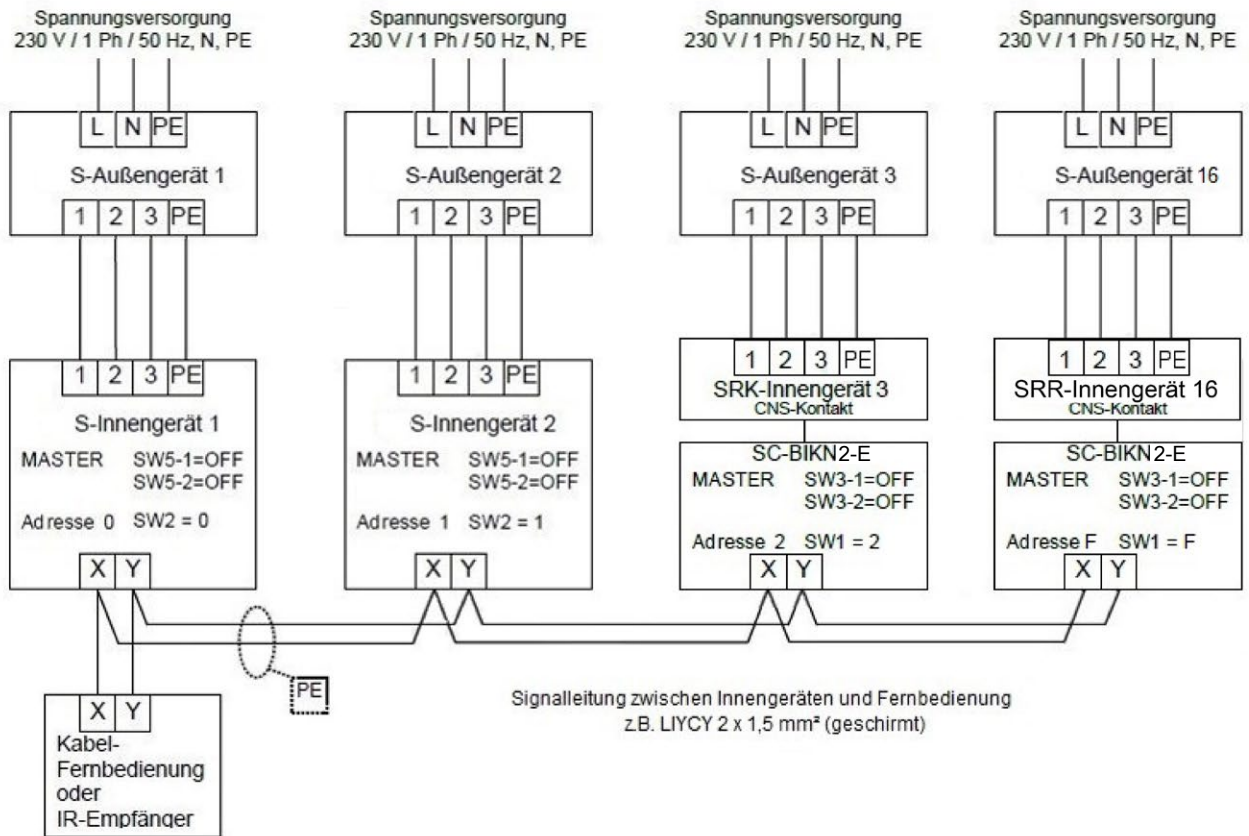 Spannungsversorgung
230 V / 1 Ph / 50 Hz, N, PE
L N PE
S-Außengerät 1
1 2 3 PE
1 2 3 PE
S-Innengerät 1
MASTER SW5-1=OFF
SW5-2=OFF
Adresse 0 SW2 = 0
X Y
Spannungsversorgung
230 V / 1 Ph / 50 Hz, N, PE
L N PE
S-Außengerät 2
1 2 3 PE
1 2 3 PE
S-Innengerät 2
MASTER SW5-1=OFF
SW5-2=OFF
Adresse 1 SW2 = 1
X Y
Spannungsversorgung
230 V / 1 Ph / 50 Hz, N, PE
L N PE
S-Außengerät 3
1 2 3 PE
1 2 3 PE
SRK-Innengerät 3
CNS-Kontakt
SC-BIKN2-E
MASTER SW3-1=OFF
SW3-2=OFF
Adresse 2 SW1 = 2
X Y
Spannungsversorgung
230 V / 1 Ph / 50 Hz, N, PE
L N PE
S-Außengerät 16
1 2 3 PE
1 2 3 PE
SRR-Innengerät 16
CNS-Kontakt
SC-BIKN2-E
MASTER SW3-1=OFF
SW3-2=OFF
Adresse F SW1 = F
X Y
PE
X Y
Kabel-
Fernbedienung
oder
IR-Empfänger
Signalleitung zwischen Innengeräten und Fernbedienung
z.B. LIYCY 2 x 1,5 mm² (geschirmt)